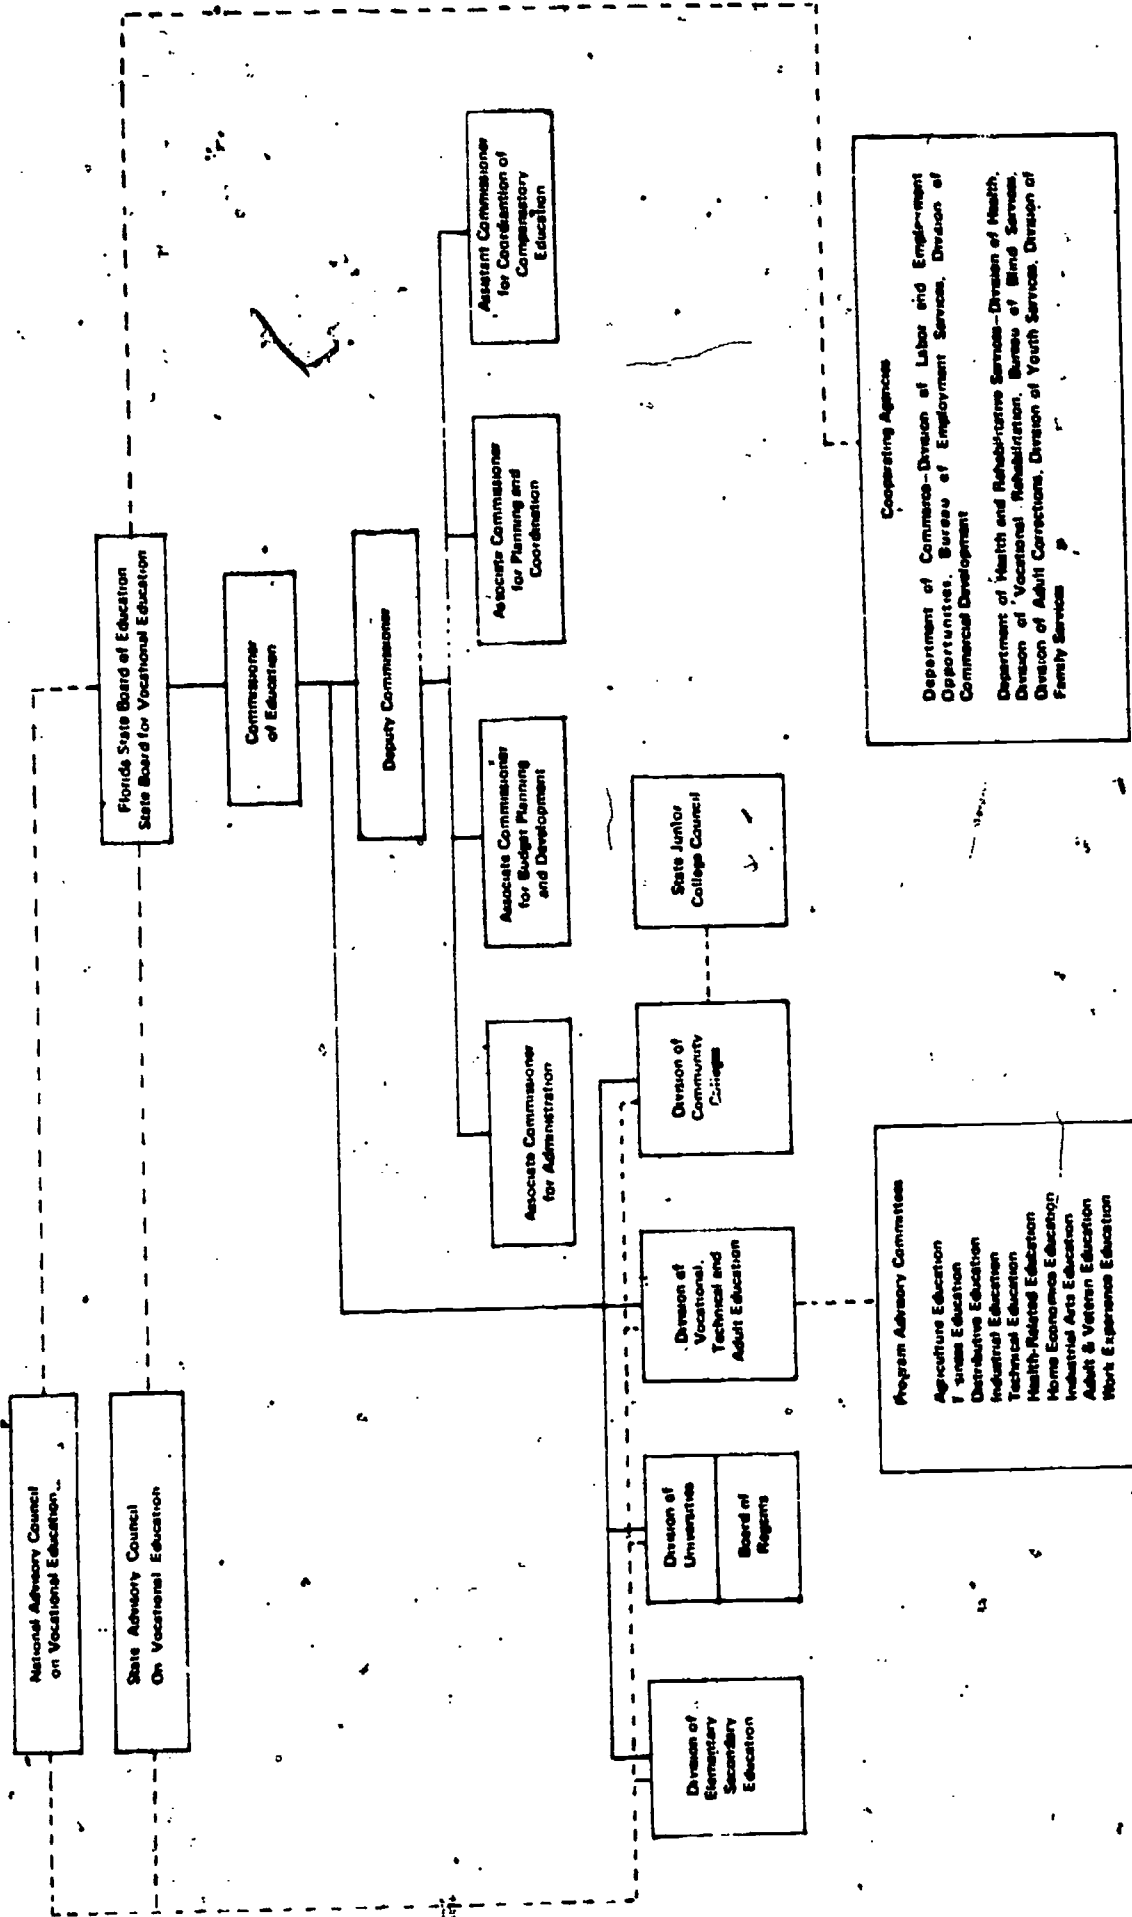 National Advisory Council
on Vocational Education
State Advisory Council
On Vocational Education
Florida State Board of Education
State Board for Vocational Education
Commissioner
of Education
Deputy Commissioner
Associate Commissioner
for Administration
Associate Commissioner
for Budget Planning
and Development
Associate Commissioner
for Planning and
Coordination
Assistant Commissioner
for Coordination of
Compensatory
Education
Division of
Elementary
Secondary
Education
Division of
Universities
Board of
Regents
Division of
Vocational,
Technical and
Adult Education
Division of
Community
Colleges
State Junior
College Council
Program Advisory Committees
Agriculture Education
Education
Distributive Education
Industrial Education
Technical Education
Health-Related Education
Home Economics Education
Industrial Arts Education
Adult & Veteran Education
Work Experience Education
Cooperating Agencies
Department of Commerce-Division of Labor and Employment
Opportunities, Bureau of Employment Services, Division of
Commercial Development
Department of Health and Rehabilitative Services-Division of Health,
Division of Vocational Rehabilitation, Bureau of Blind Services,
Division of Adult Corrections, Division of Youth Services, Division of
Family Services